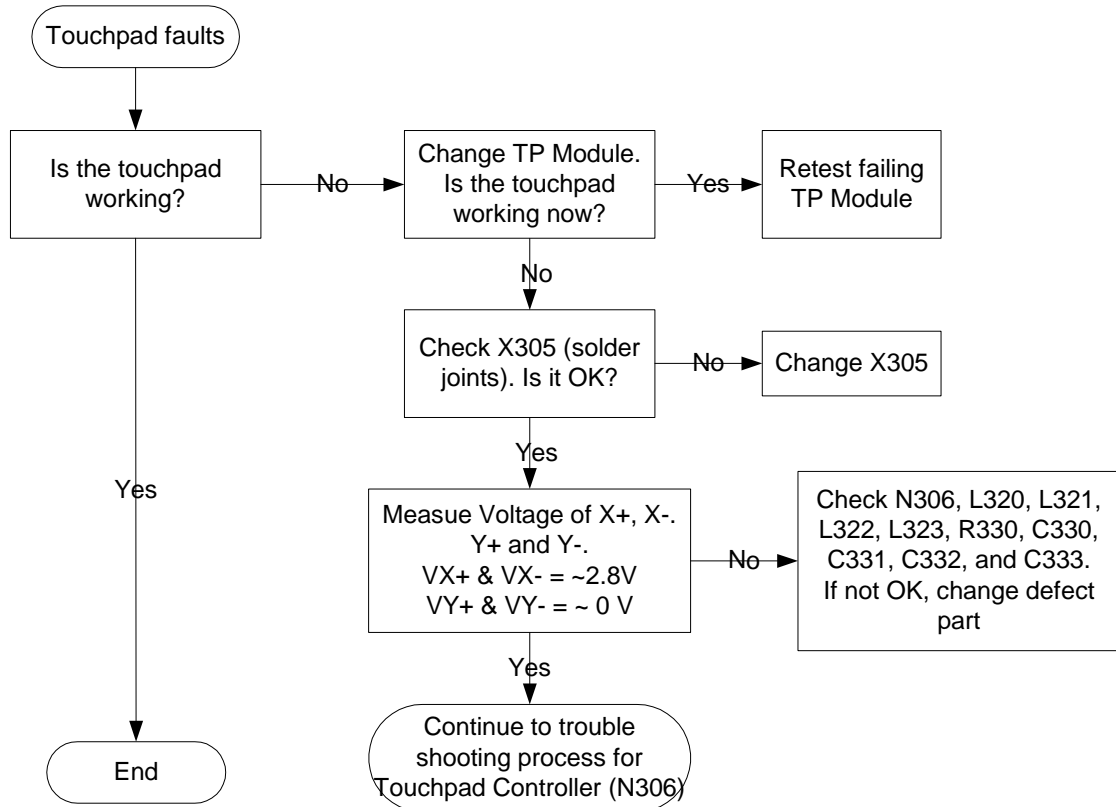 Touchpad faults
Is the touchpad
working?
No
Change TP Module.
Is the touchpad
working now?
Yes
Retest failing
TP Module
No
Check X305 (solder
joints). Is it OK?
No
Change X305
Yes
Yes
Measue Voltage of X+, X-.
Y+ and Y-.
VX+ & VX- = ~2.8V
VY+ & VY- = ~ 0 V
No
Check N306, L320, L321,
L322, L323, R330, C330,
C331, C332, and C333.
If not OK, change defect
part
Yes
End
Continue to trouble
shooting process for
Touchpad Controller (N306)